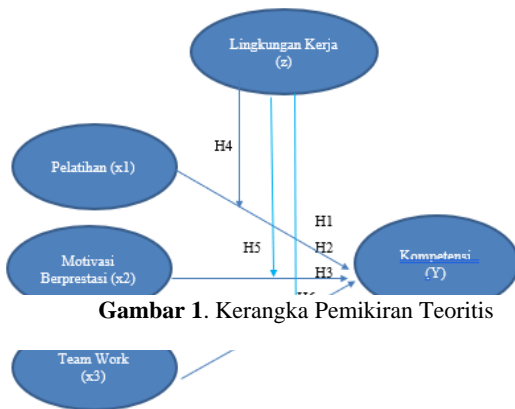 Lingkungan Kerja
(z)
H4
Pelatihan (x1)
H1
H5
H2
Motivasi
Berprestasi (x2)
H3
Kompetensi
(Y)
Gambar 1. Kerangka Pemikiran Teoritis
Team Work
(x3)